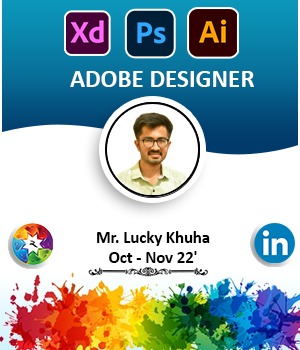 Xd Ps Ai
ADOBE DESIGNER
Mr. Lucky Khuha
Oct - Nov 22'
in